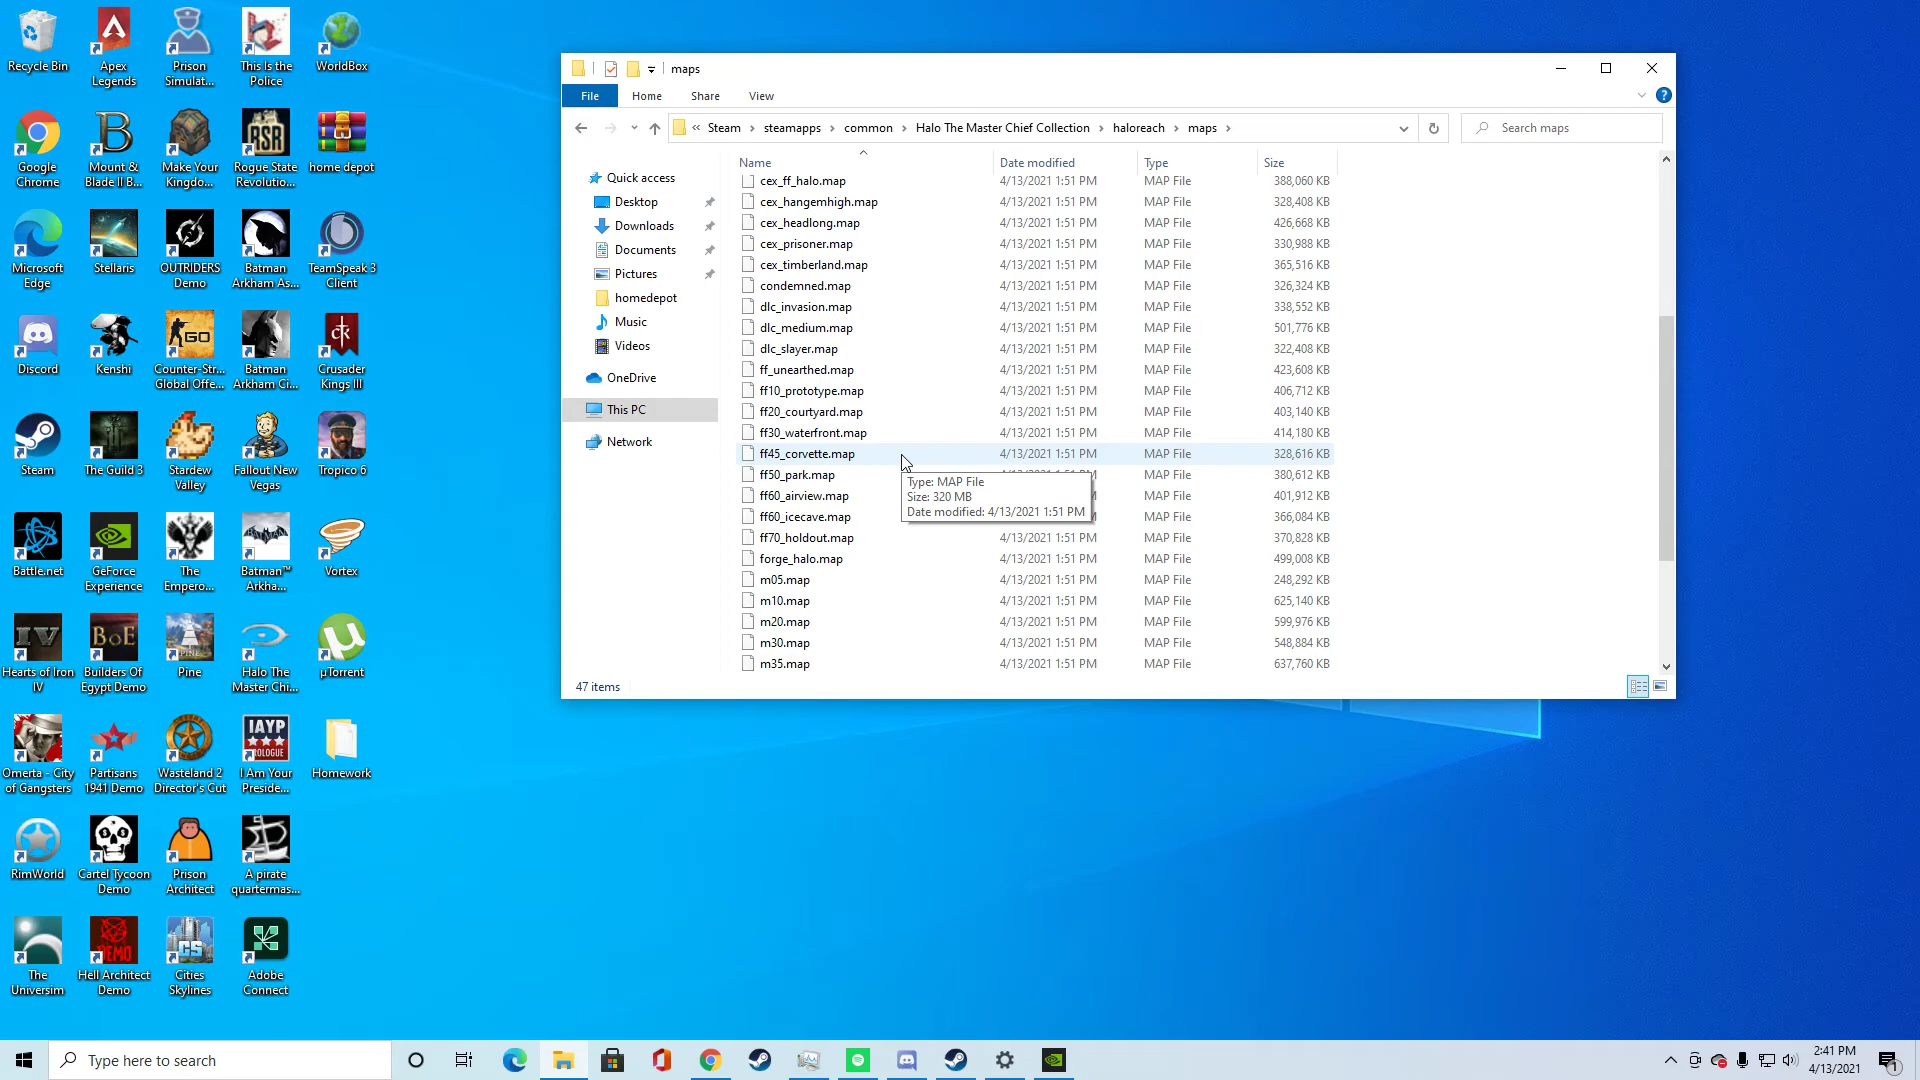 Recycle Bin
Apex
Legends
Prison
Simulat...
This Is the
Police
WorldBox
Google
Chrome
Mount &
Blade II B...
Make Your
Kingdo...
RSR
Rogue State
Revolutio...
home depot
Microsoft
Edge
Stellaris
OUTRIDERS
Demo
Batman
Arkham As...
TeamSpeak 3
Client
Discord
Kenshi
GO
Counter-Str...
Global Offe...
Batman
Arkham Ci...
Crusader
Kings III
Steam
The Guild 3
Stardew
Valley
Fallout New
Vegas
Tropico 6
Battle.net
GeForce
Experience
The
Empero...
BATMAN
Batman™
Arkha...
Vortex
IV
Hearts of Iron
IV
BoE
Builders Of
Egypt Demo
Pine
Halo The
Master Chi...
µTorrent
Omerta - City
of Gangsters
Partisans
1941 Demo
Wasteland 2
Director's Cut
IAYP
PROLOGUE
I Am Your
Preside...
Homework
RimWorld
Cartel Tycoon
Demo
Prison
Architect
A pirate
quartermas...
The
Universim
DEMO
Hell Architect
Demo
CS
Cities
Skylines
Adobe
Connect
maps
File Home Share View
« Steam › steamapps › common › Halo The Master Chief Collection › haloreach › maps ›
Search maps
Quick access
Desktop
Downloads
Documents
Pictures
homedepot
Music
Videos
OneDrive
This PC
Network
Name Date modified Type Size
cex_ff_halo.map 4/13/2021 1:51 PM MAP File 388,060 KB
cex_hangemhigh.map 4/13/2021 1:51 PM MAP File 328,408 KB
cex_headlong.map 4/13/2021 1:51 PM MAP File 426,668 KB
cex_prisoner.map 4/13/2021 1:51 PM MAP File 330,988 KB
cex_timberland.map 4/13/2021 1:51 PM MAP File 365,516 KB
condemned.map 4/13/2021 1:51 PM MAP File 326,324 KB
dlc_invasion.map 4/13/2021 1:51 PM MAP File 338,552 KB
dlc_medium.map 4/13/2021 1:51 PM MAP File 501,776 KB
dlc_slayer.map 4/13/2021 1:51 PM MAP File 322,408 KB
ff_unearthed.map 4/13/2021 1:51 PM MAP File 423,608 KB
ff10_prototype.map 4/13/2021 1:51 PM MAP File 406,712 KB
ff20_courtyard.map 4/13/2021 1:51 PM MAP File 403,140 KB
ff30_waterfront.map 4/13/2021 1:51 PM MAP File 414,180 KB
ff45_corvette.map 4/13/2021 1:51 PM MAP File 328,616 KB
ff50_park.map MAP File 380,612 KB
ff60_airview.map MAP File 401,912 KB
ff60_icecave.map MAP File 366,084 KB
Type: MAP File
Size: 320 MB
Date modified: 4/13/2021 1:51 PM
ff70_holdout.map 4/13/2021 1:51 PM MAP File 370,828 KB
forge_halo.map 4/13/2021 1:51 PM MAP File 499,008 KB
m05.map 4/13/2021 1:51 PM MAP File 248,292 KB
m10.map 4/13/2021 1:51 PM MAP File 625,140 KB
m20.map 4/13/2021 1:51 PM MAP File 599,976 KB
m30.map 4/13/2021 1:51 PM MAP File 548,884 KB
m35.map 4/13/2021 1:51 PM MAP File 637,760 KB
47 items
Type here to search
2:41 PM
4/13/2021
1